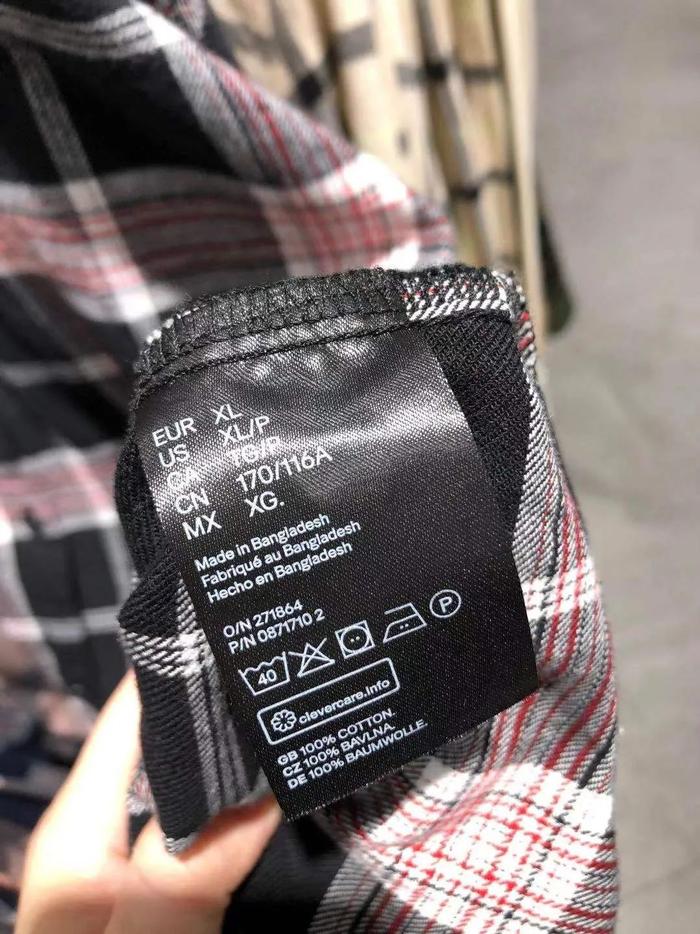 EUR XL
US XL/P
CA TG/P
CN 170/116A
MX XG.
Made in Bangladesh
Fabriqué au Bangladesh
Hecho en Bangladesh
O/N 271864
P/N 0871710 2
40
P
clevercare.info
GB 100% COTTON.
CZ 100% BAVLNA.
DE 100% BAUMWOLLE.